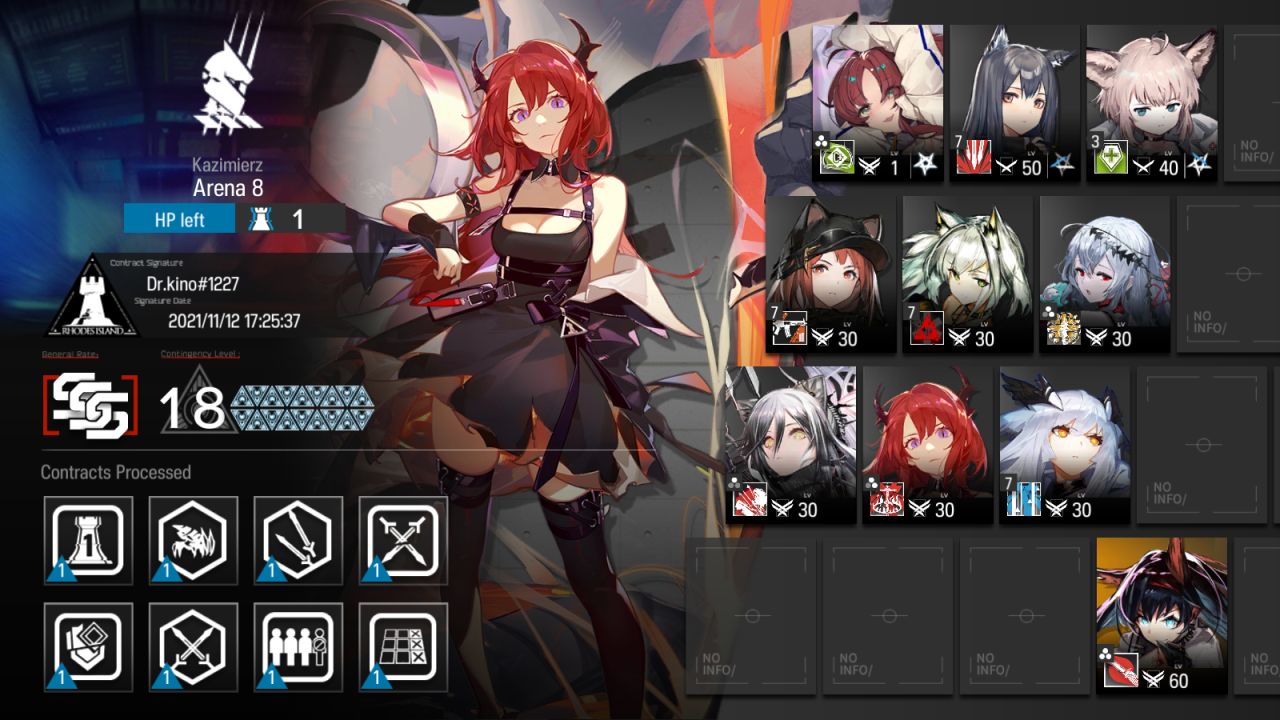 Kazimierz
Arena 8
HP left 1
Contract Signature
Dr.kino#1227
Signature Date
2021/11/12 17:25:37
RHODES ISLAND
General Rate:
Contingency Level :
18
Contracts Processed
1
1 1 1 1
1 1 1 1
LV 1
7 LV 50
3 LV 40
NO
INFO/
7 LV 30
7 LV 30
LV 30
NO
INFO/
LV 30
LV 30
7 LV 30
NO
INFO/
NO
INFO/
NO
INFO/
NO
INFO/
LV 60
NO
INFO/